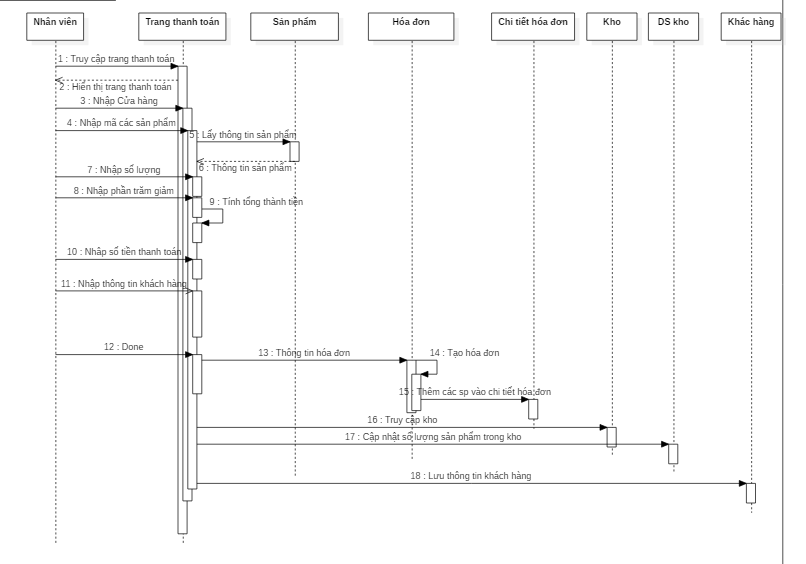 Nhân viên
Trang thanh toán
Sản phẩm
Hóa đơn
Chi tiết hóa đơn
Kho
DS kho
Khác hàng
1 : Truy cập trang thanh toán
2 : Hiển thị trang thanh toán
3 : Nhập Cửa hàng
4 : Nhập mã các sản phẩm
5 : Lấy thông tin sản phẩm
6 : Thông tin sản phẩm
7 : Nhập số lượng
8 : Nhập phần trăm giảm
9 : Tính tổng thành tiền
10 : Nhập số tiền thanh toán
11 : Nhập thông tin khách hàng
12 : Done
13 : Thông tin hóa đơn
14 : Tạo hóa đơn
15 : Thêm các sp vào chi tiết hóa đơn
16 : Truy cập kho
17 : Cập nhật số lượng sản phẩm trong kho
18 : Lưu thông tin khách hàng